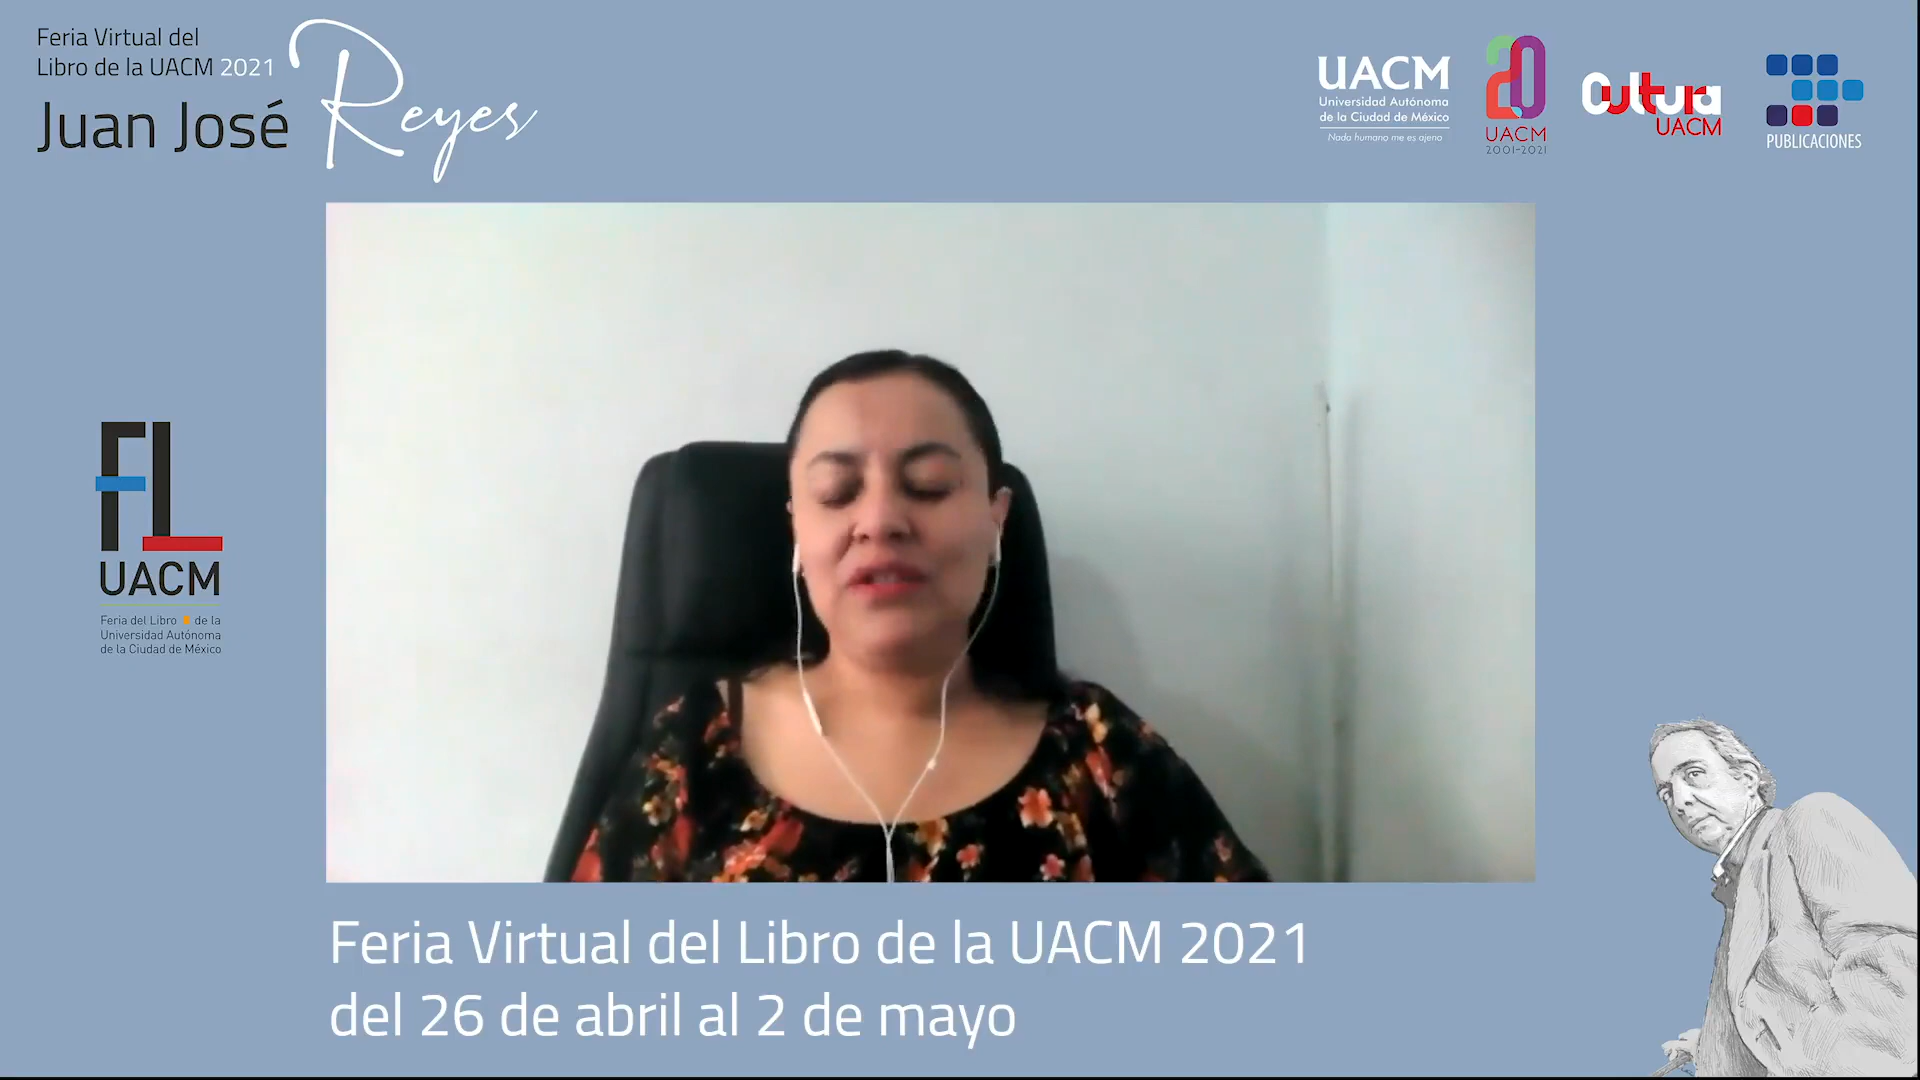 Feria Virtual del
Libro de la UACM 2021
Juan José Reyes
UACM
Universidad Autónoma
de la Ciudad de México
Nada humano me es ajeno
20
UACM
2001-2021
Cultura
UACM
PUBLICACIONES
FL
UACM
Feria del Libro de la
Universidad Autónoma
de la Ciudad de México
Feria Virtual del Libro de la UACM 2021
del 26 de abril al 2 de mayo